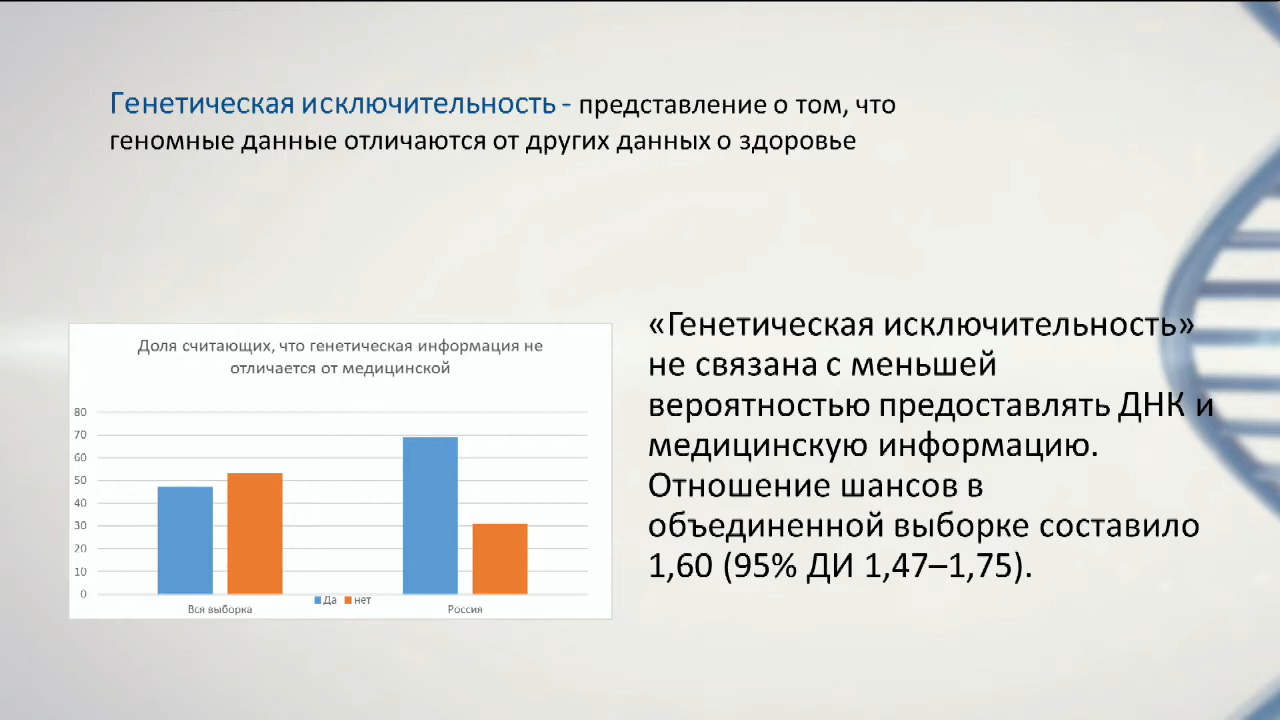 Генетическая исключительность - представление о том, что
геномные данные отличаются от других данных о здоровье
Доля считающих, что генетическая информация не
отличается от медицинской
80
70
60
50
40
30
20
10
0
Вся выборка
Россия
Да нет
«Генетическая исключительность»
не связана с меньшей
вероятностью предоставлять ДНК и
медицинскую информацию.
Отношение шансов в
объединенной выборке составило
1,60 (95% ДИ 1,47–1,75).